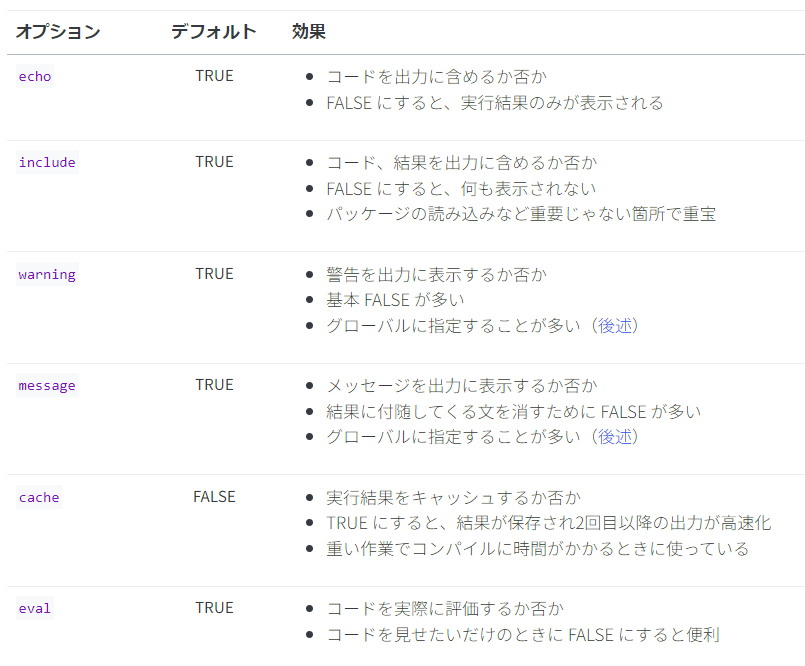 オプション デフォルト 効果
echo TRUE • コードを出力に含めるか否か
• FALSE にすると、実行結果のみが表示される
include TRUE • コード、結果を出力に含めるか否か
• FALSE にすると、何も表示されない
• パッケージの読み込みなど重要じゃない箇所で重宝
warning TRUE • 警告を出力に表示するか否か
• 基本 FALSE が多い
• グローバルに指定することが多い（後述）
message TRUE • メッセージを出力に表示するか否か
• 結果に付随してくる文を消すために FALSE が多い
• グローバルに指定することが多い（後述）
cache FALSE • 実行結果をキャッシュするか否か
• TRUE にすると、結果が保存され2回目以降の出力が高速化
• 重い作業でコンパイルに時間がかかるときに使っている
eval TRUE • コードを実際に評価するか否か
• コードを見せたいだけのときに FALSE にすると便利